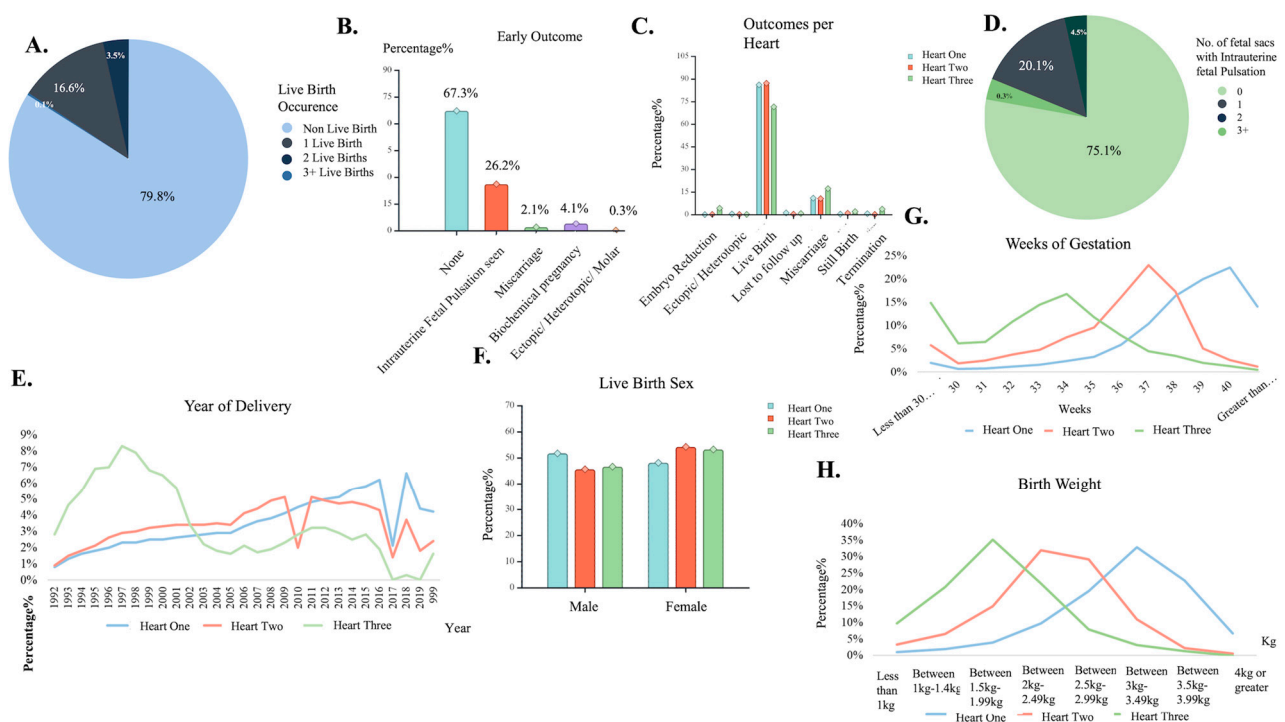 A.
79.8%
16.6%
3.5%
0.1%
Live Birth
Occurence
Non Live Birth
1 Live Birth
2 Live Births
3+ Live Births
B.
Early Outcome
Percentage%
90
75
0
0
15
0
67.3%
26.2%
2.1%
4.1%
0.3%
None
Intrauterine Fetal Pulsation seen
Miscarriage
Biochemical pregnancy
Ectopic/ Heterotopic/ Molar
C.
Outcomes per
Heart
Percentage%
105
90
75
60
45
30
15
0
Embryo Reduction
Ectopic/ Heterotopic
Live Birth
Lost to follow up
Miscarriage
Still Birth
Termination
Heart One
Heart Two
Heart Three
D.
75.1%
20.1%
4.5%
0.3%
No. of fetal sacs
with Intrauterine
fetal Pulsation
0
1
2
3+
E.
Year of Delivery
Percentage%
9%
8%
7%
6%
5%
4%
3%
2%
1%
0%
1992
1993
1994
1995
1996
1997
1998
1999
2000
2001
2002
2003
2004
2005
2006
2007
2008
2009
2010
2011
2012
2013
2014
2015
2016
2017
2018
2019
999
Year
Heart One
Heart Two
Heart Three
F.
Live Birth Sex
Percentage%
70
60
50
40
30
20
10
0
Male
Female
Heart One
Heart Two
Heart Three
G.
Weeks of Gestation
Percentage%
25%
20%
15%
10%
5%
0%
Less than 30…
30
31
32
33
34
35
36
37
38
39
40
Greater than…
Weeks
Heart One
Heart Two
Heart Three
H.
Birth Weight
Percentage%
40%
35%
30%
25%
20%
15%
10%
5%
0%
Kg
Less
than
1kg
Between
1kg-1.4kg
Between
1.5kg-
1.99kg
Between
2kg-
2.49kg
Between
2.5kg-
2.99kg
Between
3kg-
3.49kg
Between
3.5kg-
3.99kg
4kg or
greater
Heart One
Heart Two
Heart Three